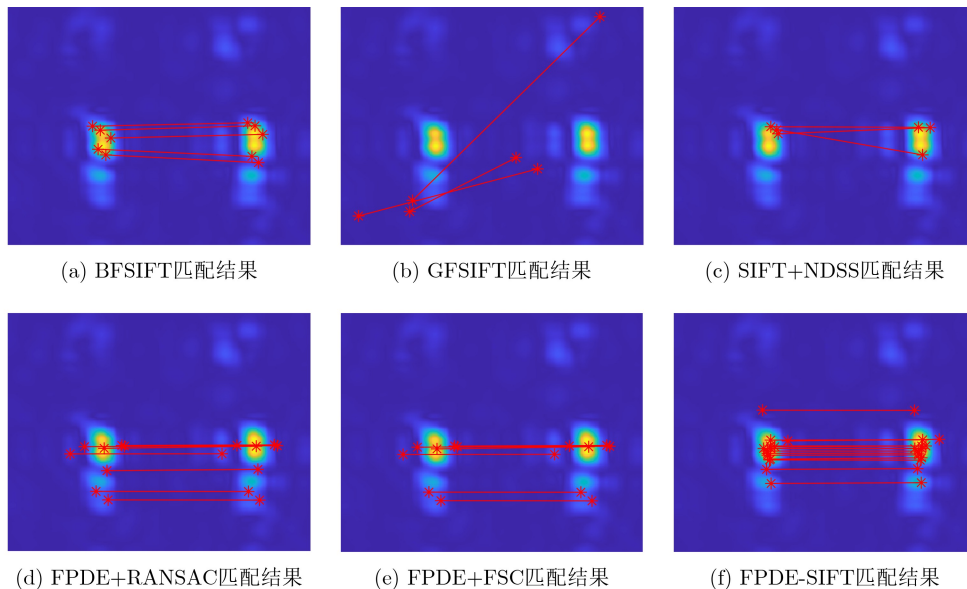 (a) BFSIFT匹配结果
(b) GFSIFT匹配结果
(c) SIFT+NDSS匹配结果
(d) FPDE+RANSAC匹配结果
(e) FPDE+FSC匹配结果
(f) FPDE-SIFT匹配结果